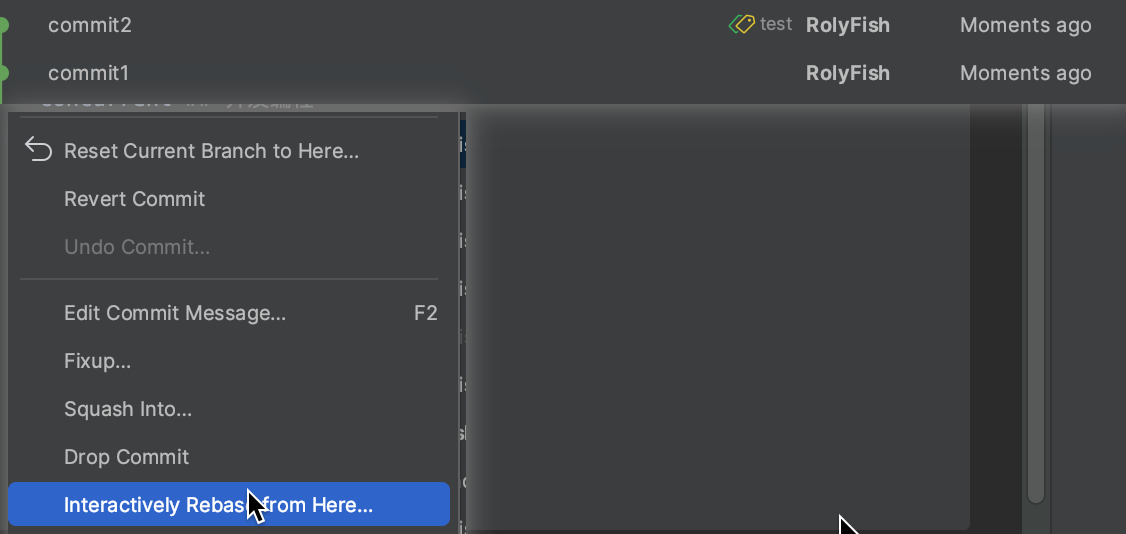 commit2 test RolyFish Moments ago
commit1 RolyFish Moments ago
Reset Current Branch to Here...
Revert Commit
Undo Commit...
Edit Commit Message... F2
Fixup...
Squash Into...
Drop Commit
Interactively Rebase from Here...